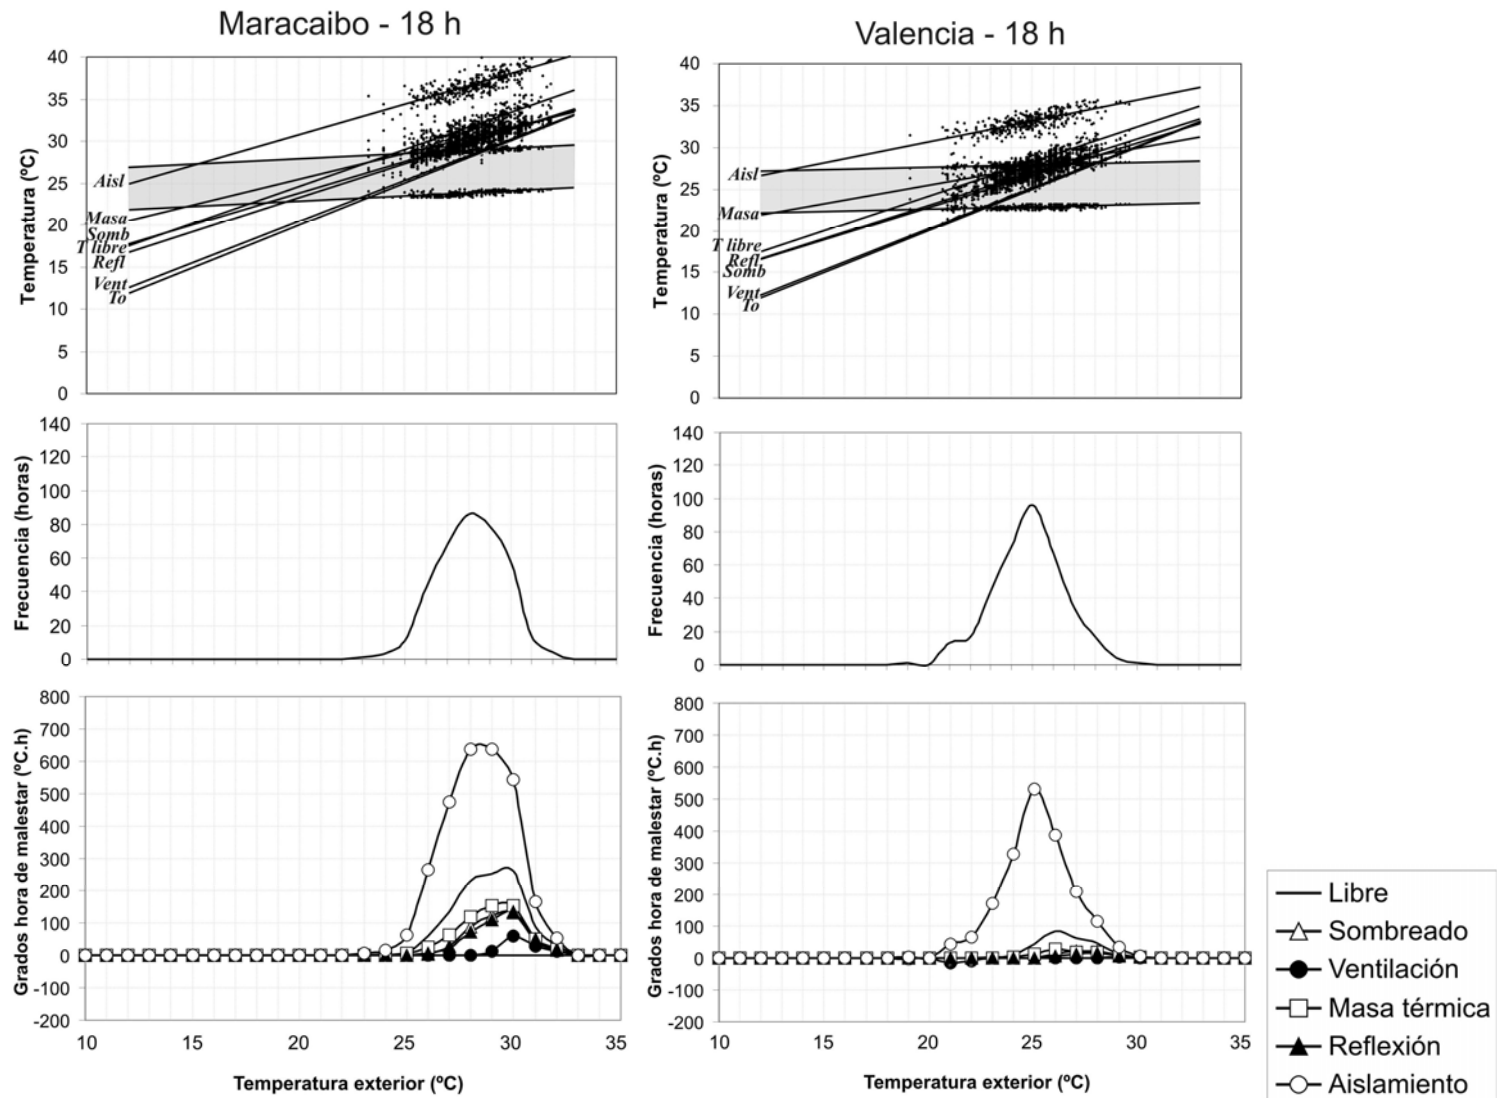 Maracaibo - 18 h
Temperatura (ºC)
40
35
30
25
20
15
10
5
0
Aisl
Masa
Somb
T libre
Refl
Vent
To
Valencia - 18 h
Temperatura (ºC)
40
35
30
25
20
15
10
5
0
Aisl
Masa
T libre
Refl
Somb
Vent
To
Frecuencia (horas)
140
120
100
80
60
40
20
0
Frecuencia (horas)
140
120
100
80
60
40
20
0
Grados hora de malestar (ºC.h)
800
700
600
500
400
300
200
100
0
-100
-200
10 15 20 25 30 35
Temperatura exterior (ºC)
Grados hora de malestar (ºC.h)
800
700
600
500
400
300
200
100
0
-100
-200
10 15 20 25 30 35
Temperatura exterior (ºC)
Libre
Sombreado
Ventilación
Masa térmica
Reflexión
Aislamiento